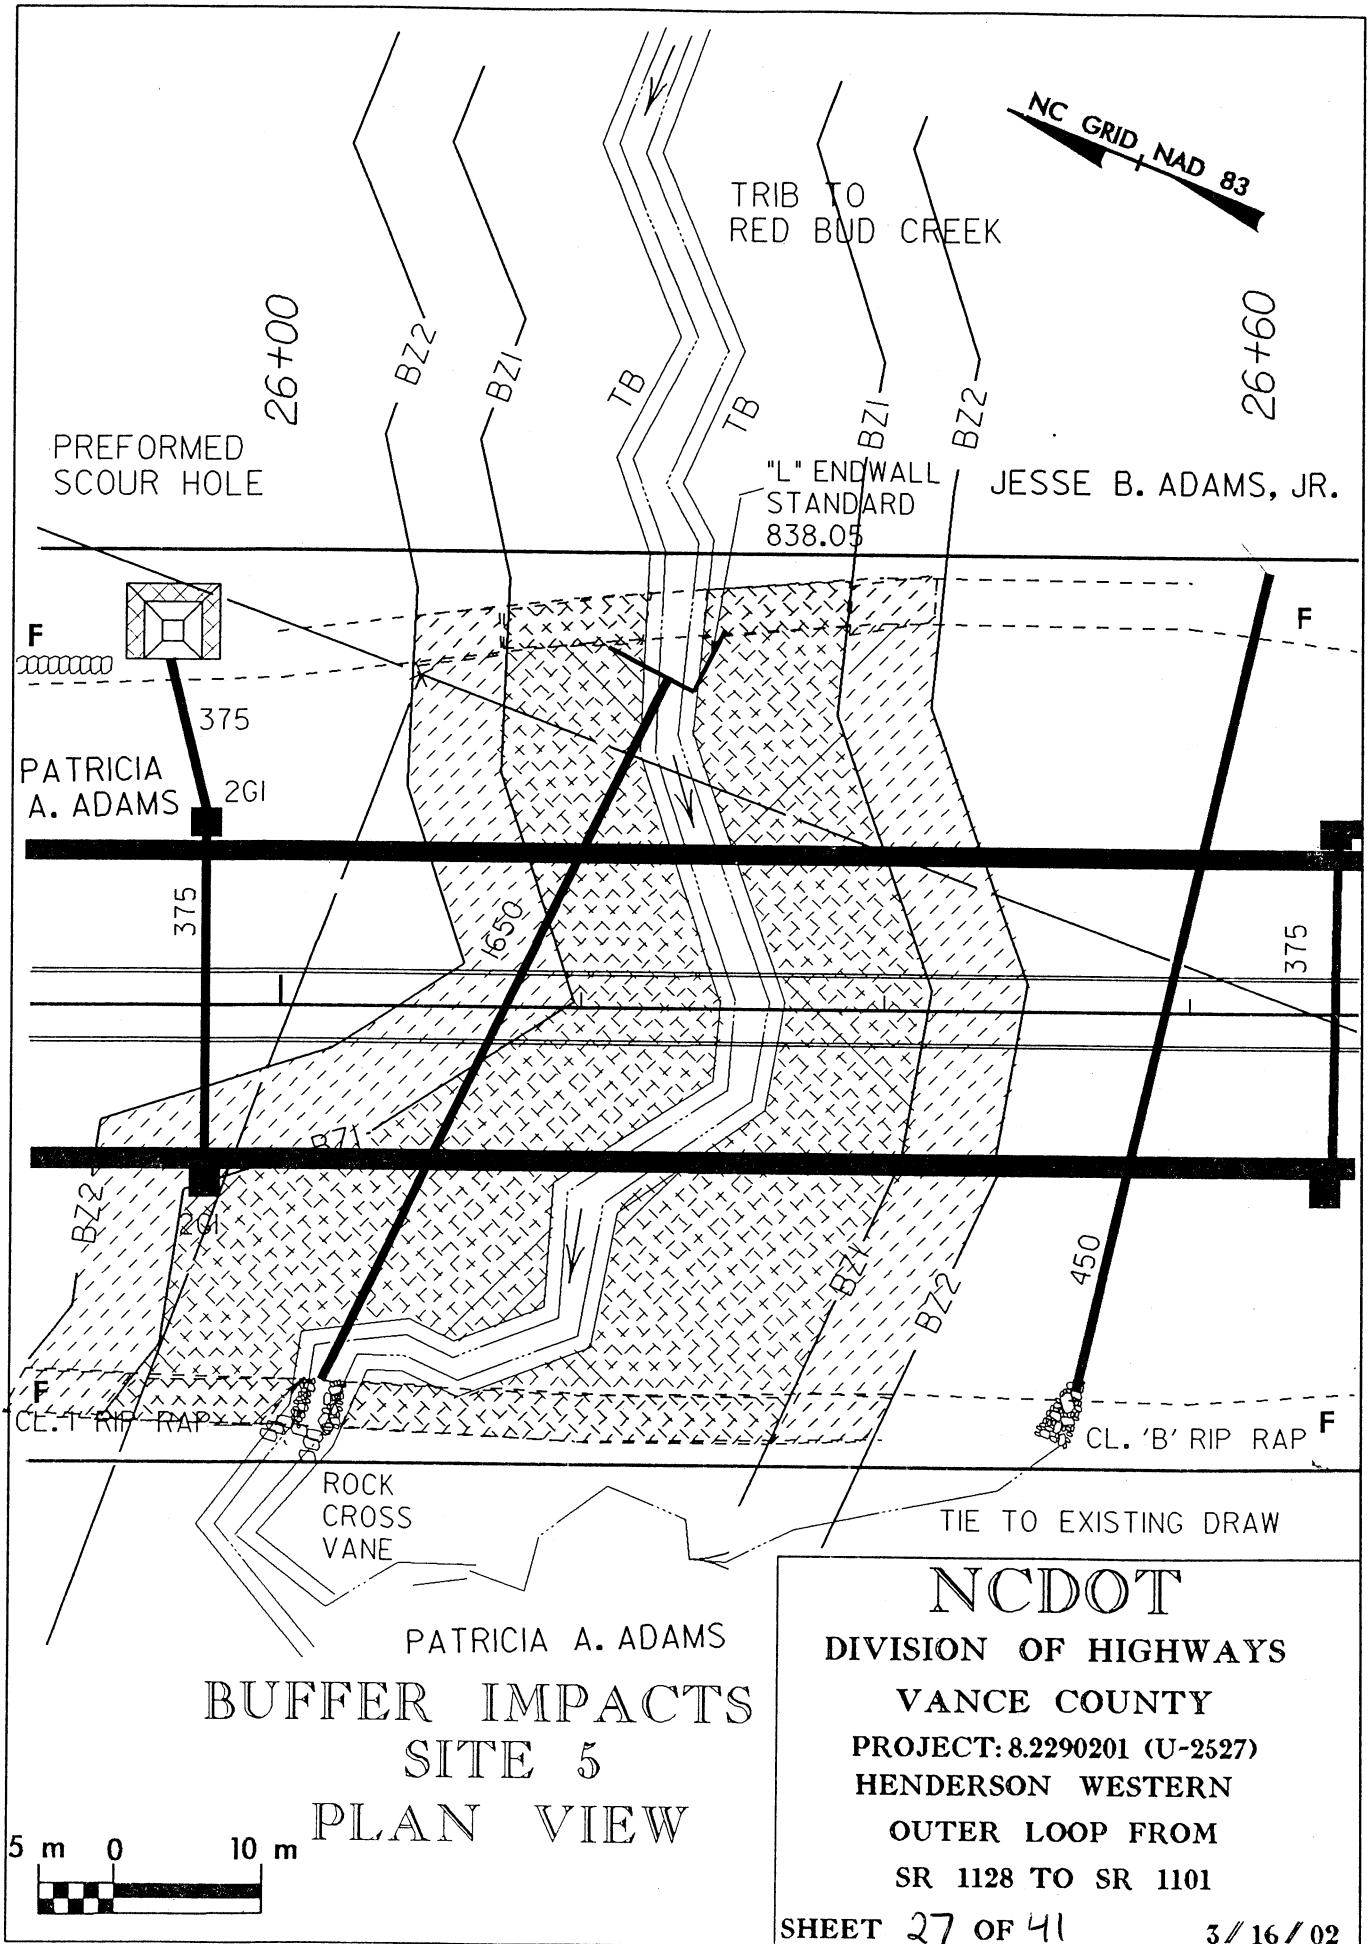 NC GRID NAD 83
TRIB TO
RED BUD CREEK
26+00
26+60
BZ2
BZ1
TB
TB
BZ1
BZ2
PREFORMED
SCOUR HOLE
"L" ENDWALL
STANDARD
838.05
JESSE B. ADAMS, JR.
F
F
375
PATRICIA
A. ADAMS
2GI
375
1650
375
BZ1
BZ2
2GI
BZ1
BZ2
450
F
CL. 1 RIP RAP
CL. 'B' RIP RAP
F
ROCK
CROSS
VANE
TIE TO EXISTING DRAW
PATRICIA A. ADAMS
BUFFER IMPACTS
SITE 5
PLAN VIEW
5 m 0 10 m
NCDOT
DIVISION OF HIGHWAYS
VANCE COUNTY
PROJECT: 8.2290201 (U-2527)
HENDERSON WESTERN
OUTER LOOP FROM
SR 1128 TO SR 1101
SHEET 27 OF 41 3 / 16 / 02